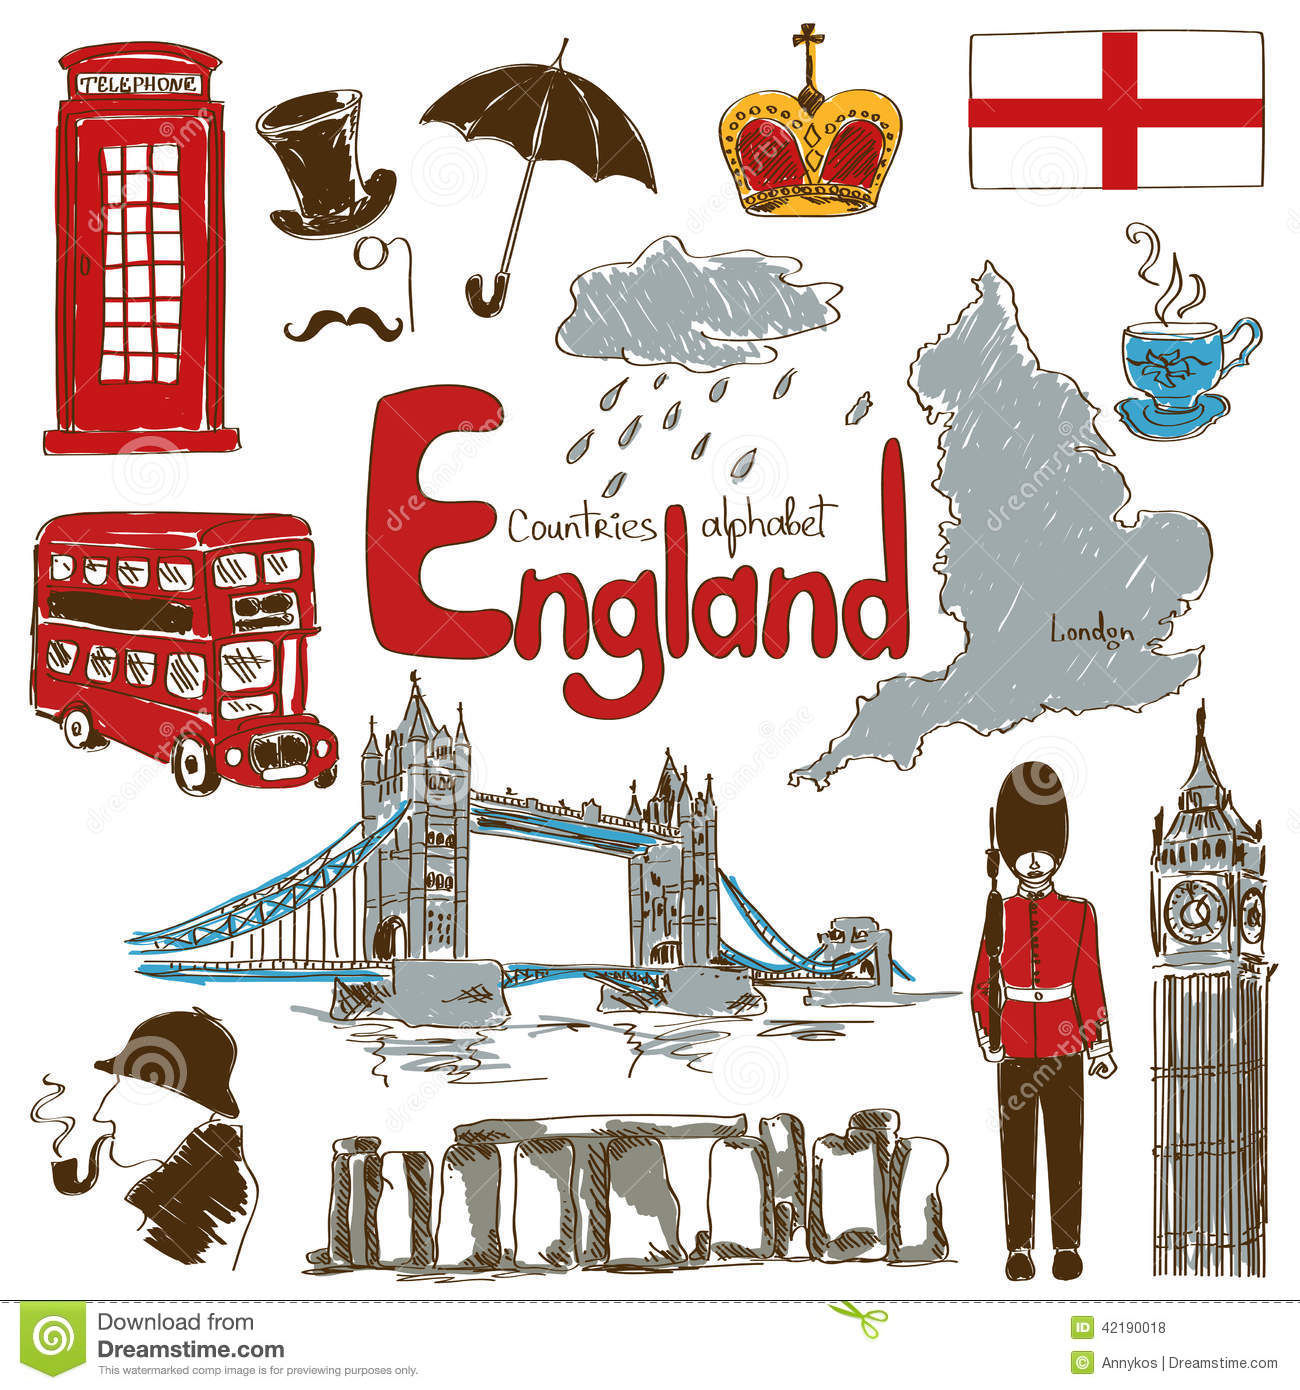 TELEPHONE
Countries alphabet
England
London
Download from
Dreamstime.com
This watermarked comp image is for previewing purposes only.
ID 42190018
© Annykos | Dreamstime.com